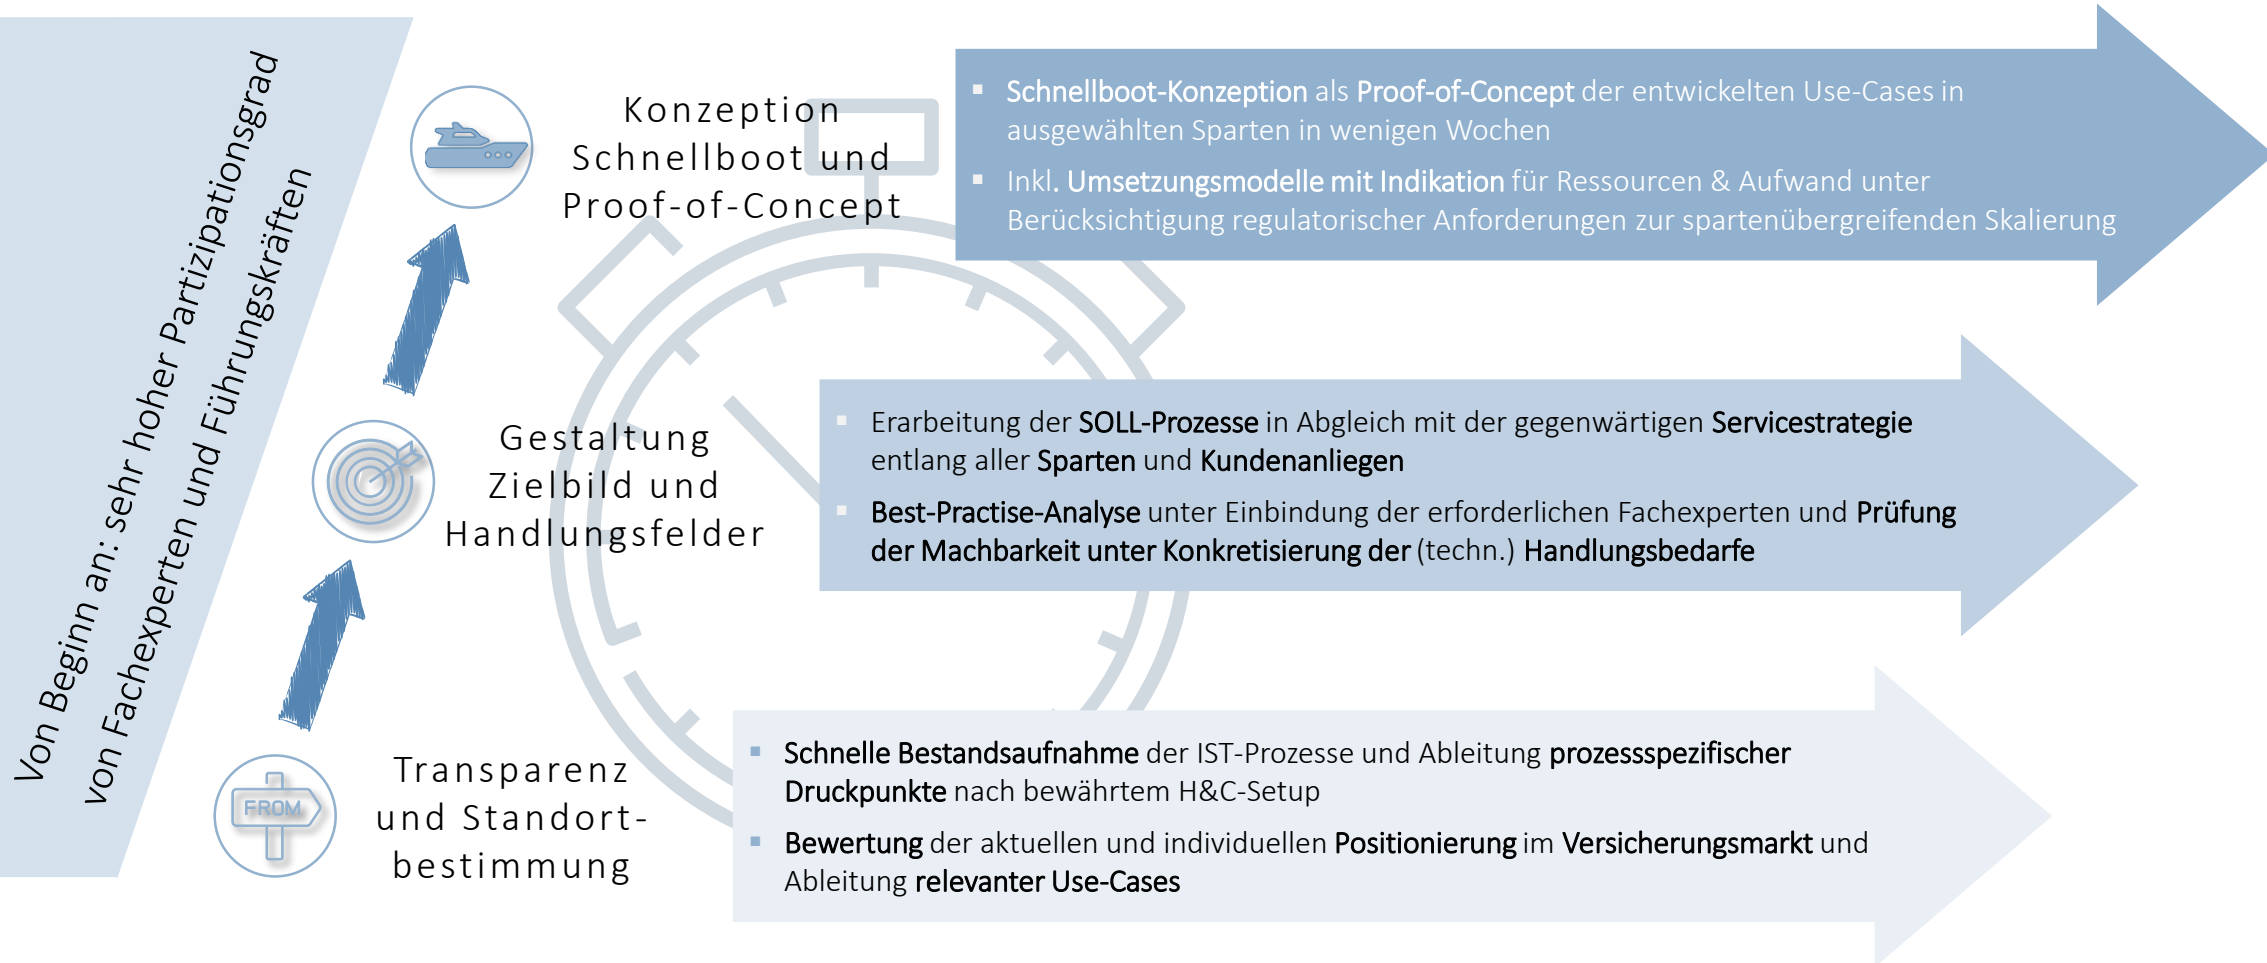 Von Beginn an: sehr hoher Partizipationsgrad
von Fachexperten und Führungskräften
Konzeption
Schnellboot und
Proof-of-Concept
▪ Schnellboot-Konzeption als Proof-of-Concept der entwickelten Use-Cases in
ausgewählten Sparten in wenigen Wochen
▪ Inkl. Umsetzungsmodelle mit Indikation für Ressourcen & Aufwand unter
Berücksichtigung regulatorischer Anforderungen zur spartenübergreifenden Skalierung
Gestaltung
Zielbild und
Handlungsfelder
▪ Erarbeitung der SOLL-Prozesse in Abgleich mit der gegenwärtigen Servicestrategie
entlang aller Sparten und Kundenanliegen
▪ Best-Practise-Analyse unter Einbindung der erforderlichen Fachexperten und Prüfung
der Machbarkeit unter Konkretisierung der (techn.) Handlungsbedarfe
FROM
Transparenz
und Standort-
bestimmung
▪ Schnelle Bestandsaufnahme der IST-Prozesse und Ableitung prozessspezifischer
Druckpunkte nach bewährtem H&C-Setup
▪ Bewertung der aktuellen und individuellen Positionierung im Versicherungsmarkt und
Ableitung relevanter Use-Cases